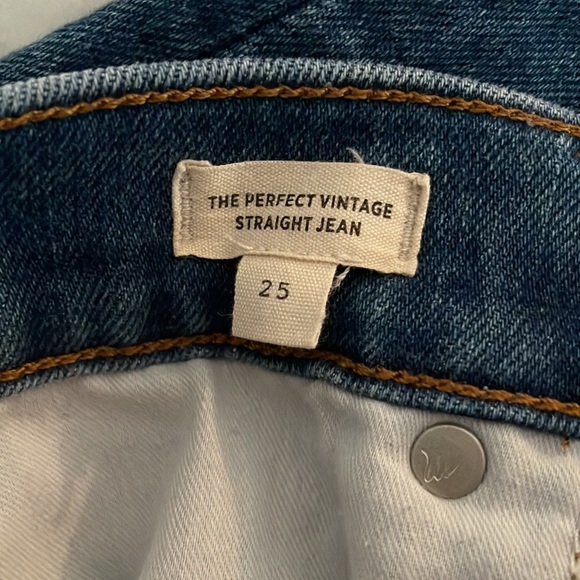 THE PERFECT VINTAGE
STRAIGHT JEAN
25